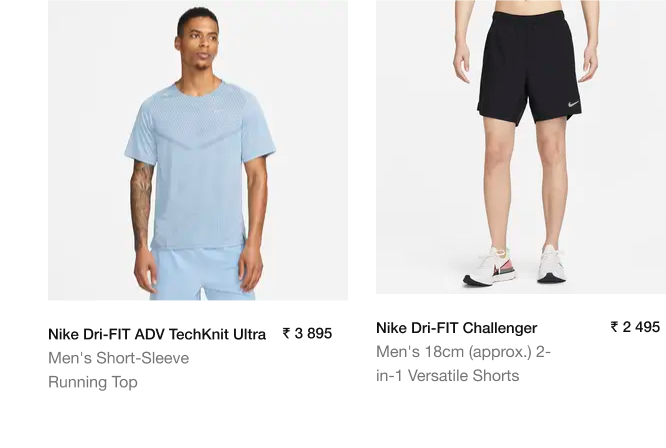 Nike Dri-FIT ADV TechKnit Ultra ₹ 3 895
Men's Short-Sleeve
Running Top
Nike Dri-FIT Challenger ₹ 2 495
Men's 18cm (approx.) 2-
in-1 Versatile Shorts